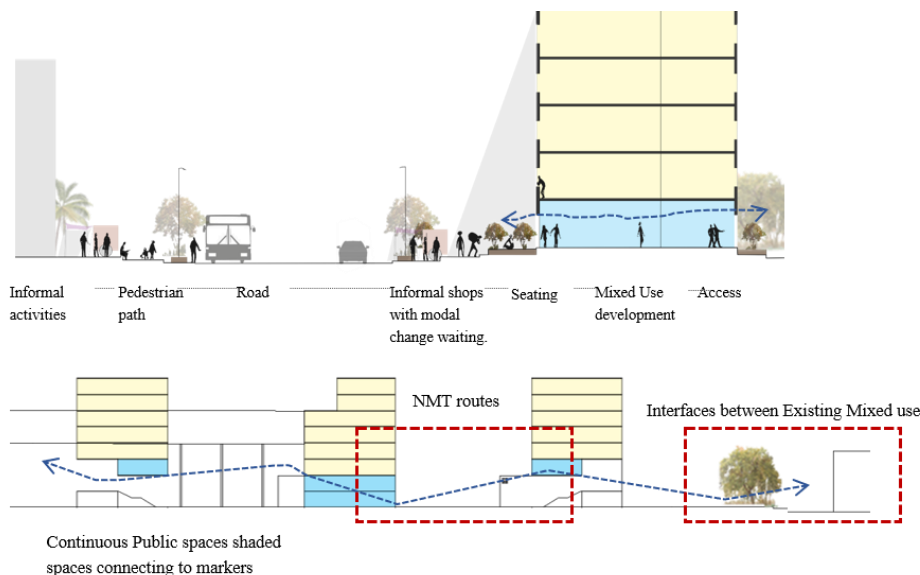 Informal activities
Pedestrian path
Road
Informal shops with modal change waiting.
Seating
Mixed Use development
Access
NMT routes
Interfaces between Existing Mixed use
Continuous Public spaces shaded
spaces connecting to markers